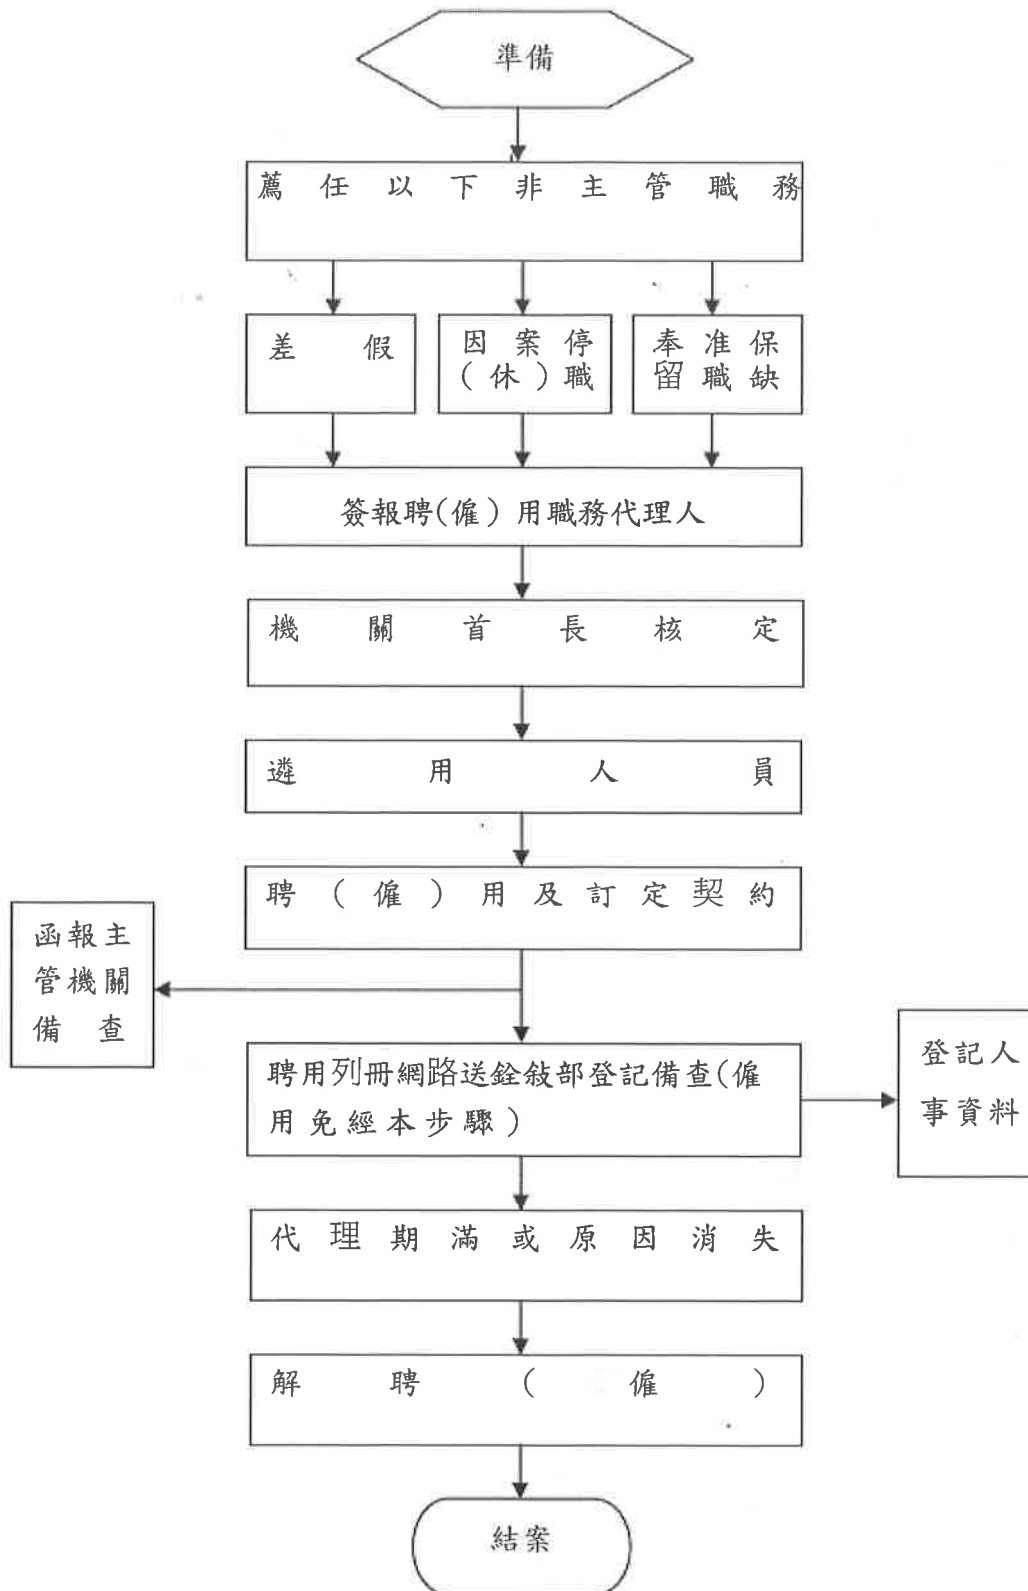 準備
薦任以下非主管職務
差假
因案停
(休)職
奉准保
留職缺
簽報聘(僱)用職務代理人
機關首長核定
遴用人員
聘(僱)用及訂定契約
函報主
管機關
備查
聘用列冊網路送銓敍部登記備查(僱
用免經本步驟)
登記人
事資料
代理期滿或原因消失
解聘(僱)
結案